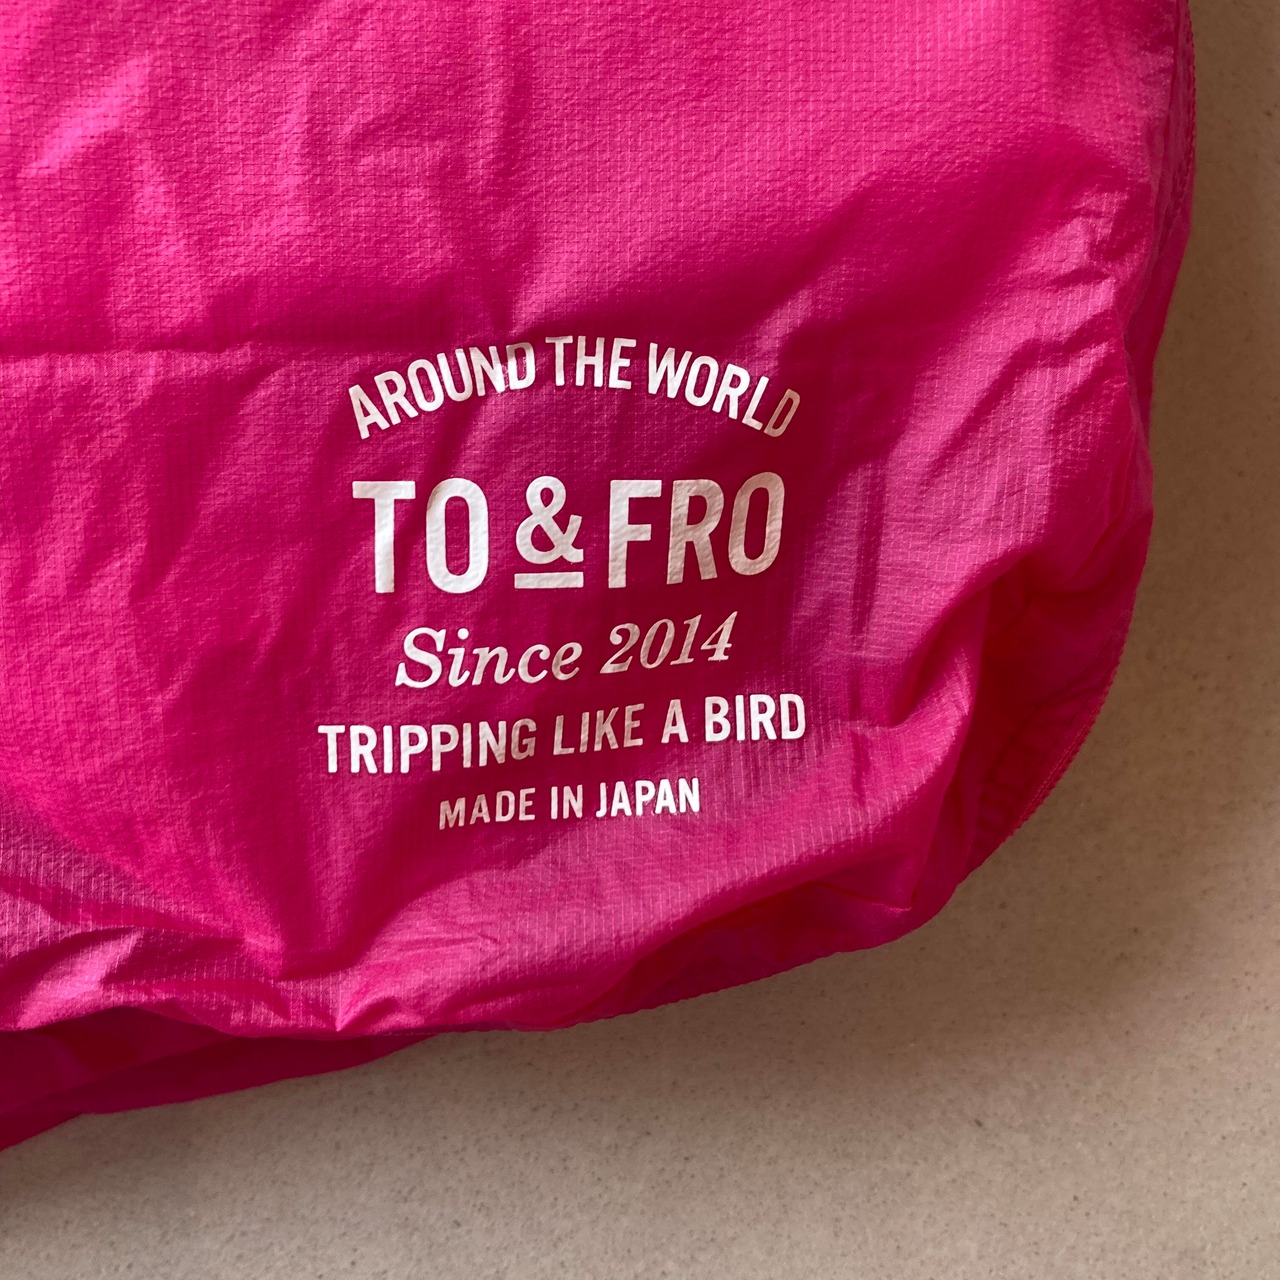 AROUND THE WORLD
TO & FRO
Since 2014
TRIPPING LIKE A BIRD
MADE IN JAPAN